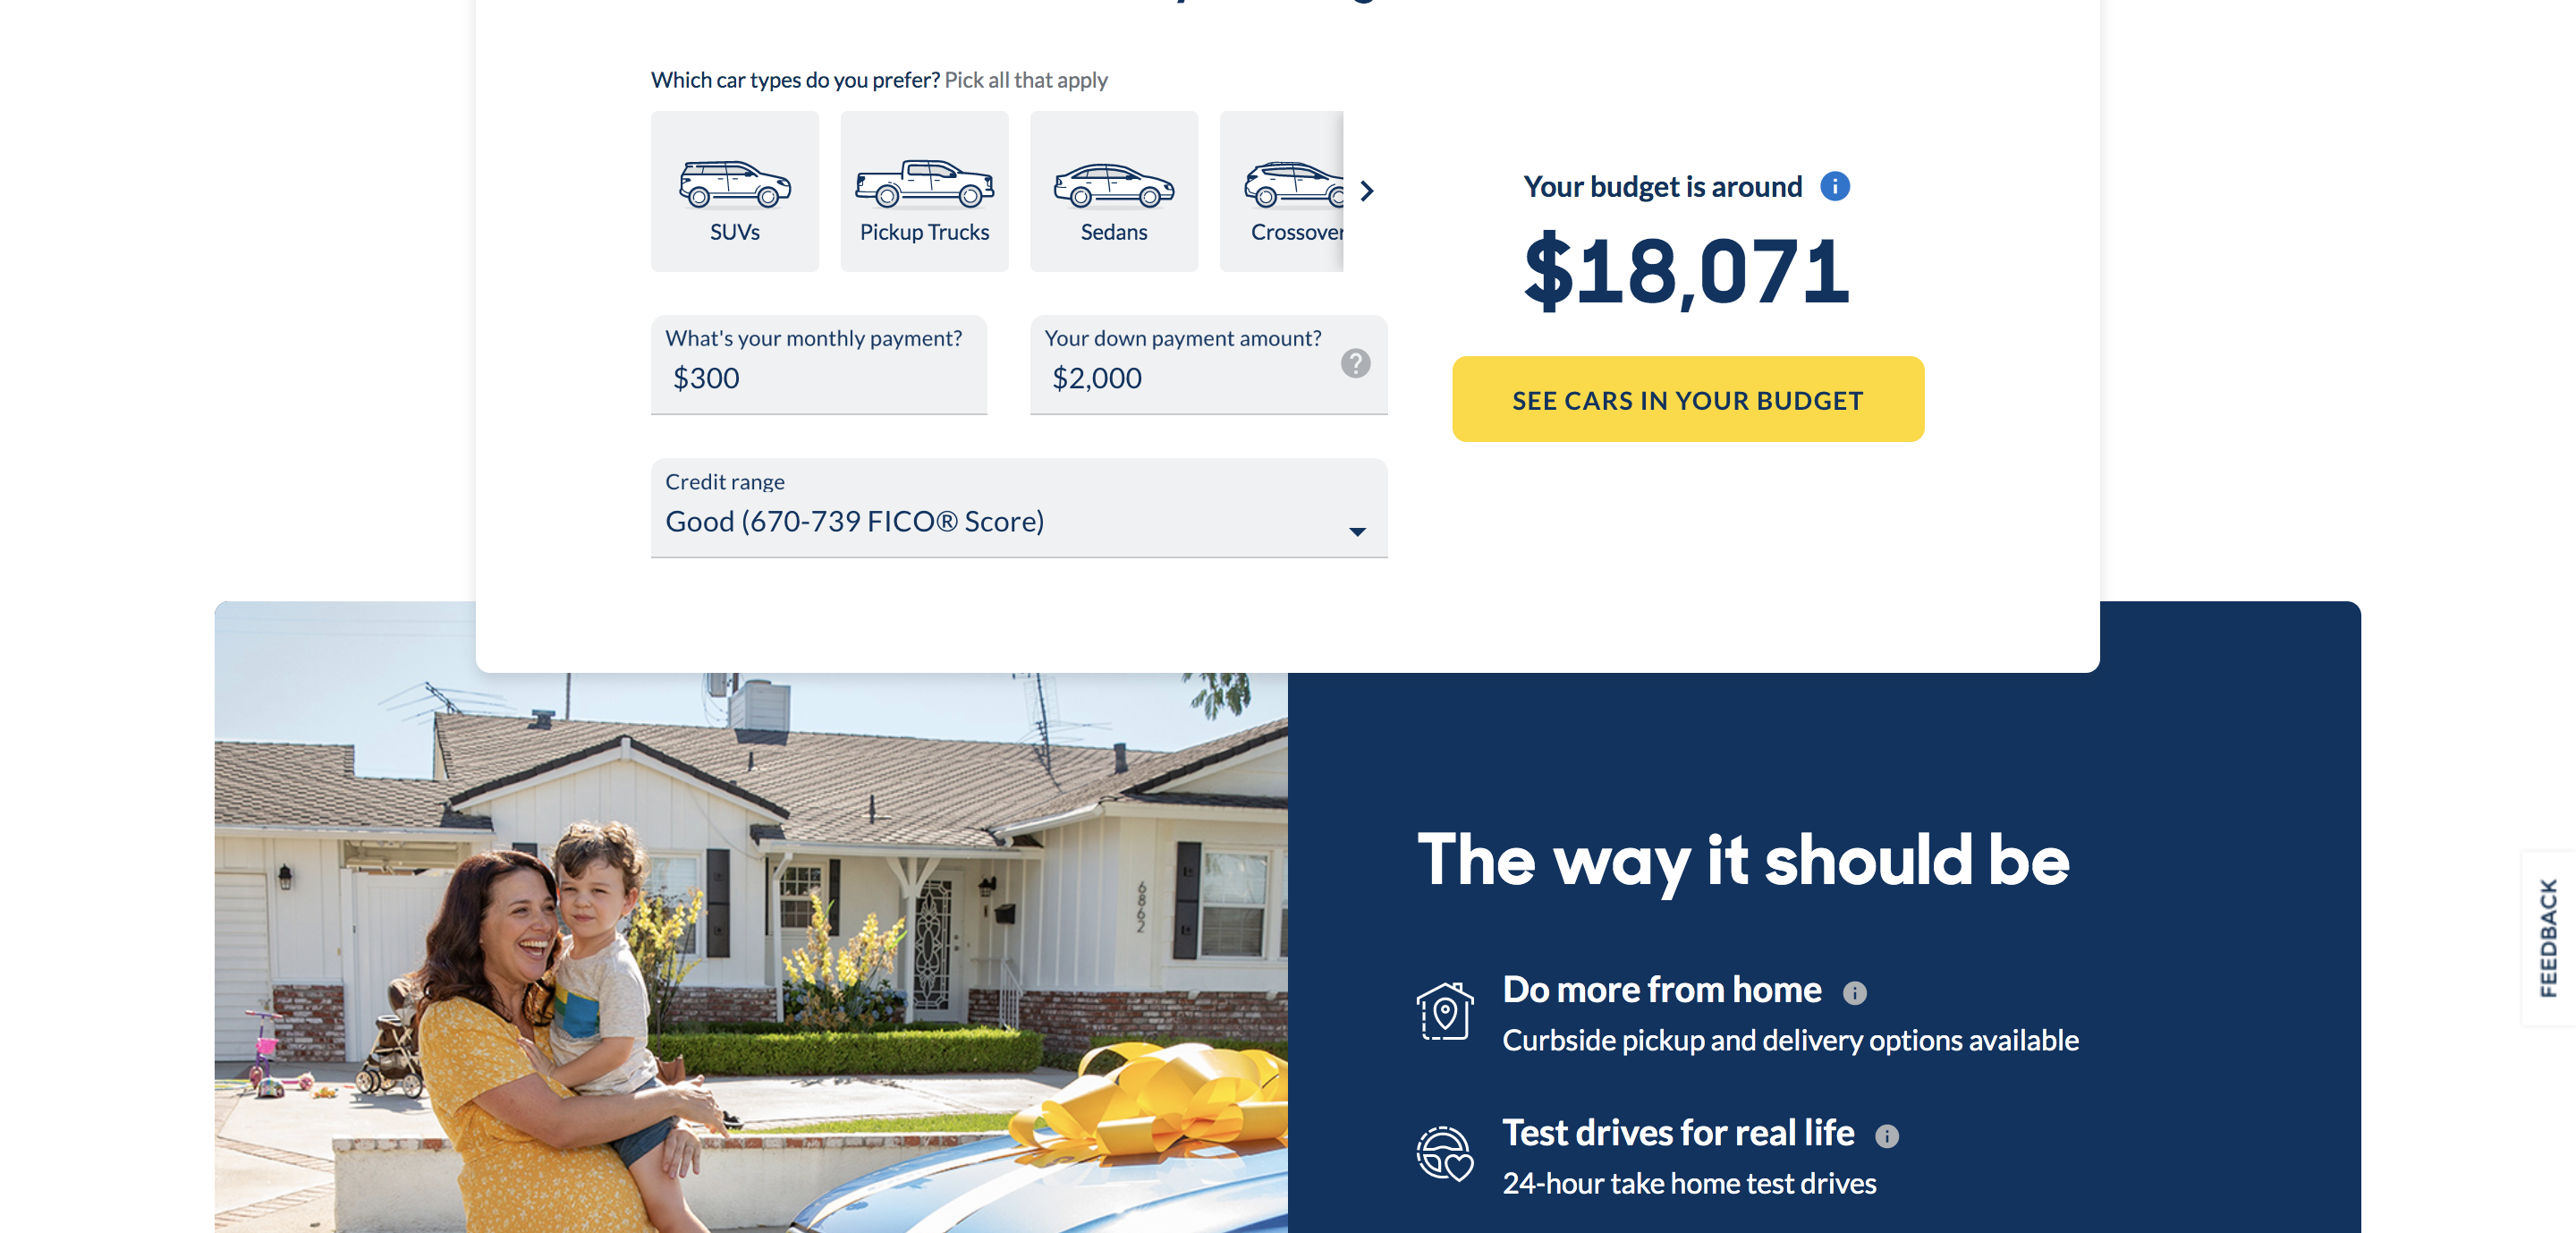 Which car types do you prefer? Pick all that apply
SUVs
Pickup Trucks
Sedans
Crossover
What's your monthly payment?
$300
Your down payment amount?
$2,000
Credit range
Good (670-739 FICO® Score)
Your budget is around
$18,071
SEE CARS IN YOUR BUDGET
6862
The way it should be
Do more from home
Curbside pickup and delivery options available
Test drives for real life
24-hour take home test drives
FEEDBACK